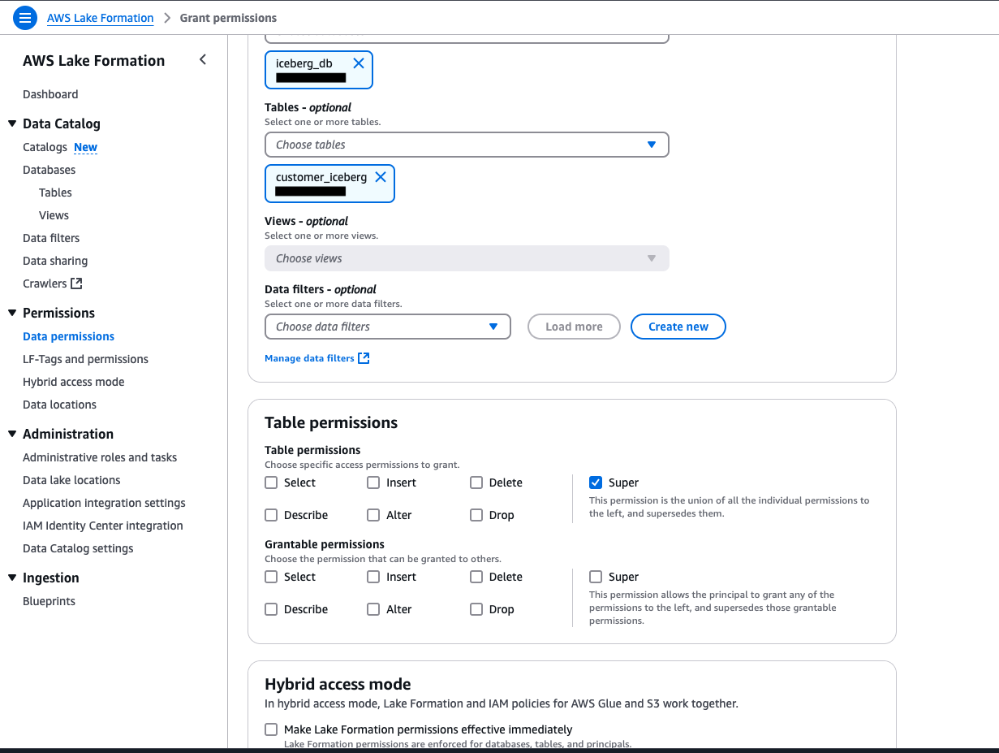 AWS Lake Formation
Grant permissions
AWS Lake Formation
Dashboard
Data Catalog
Catalogs New
Databases
Tables
Views
Data filters
Data sharing
Crawlers
Permissions
Data permissions
LF-Tags and permissions
Hybrid access mode
Data locations
Administration
Administrative roles and tasks
Data lake locations
Application integration settings
IAM Identity Center integration
Data Catalog settings
Ingestion
Blueprints
iceberg_db
Tables - optional
Select one or more tables.
Choose tables
customer_iceberg
Views - optional
Select one or more views.
Choose views
Data filters - optional
Select one or more data filters.
Choose data filters
Load more
Create new
Manage data filters
Table permissions
Table permissions
Choose specific access permissions to grant.
Select Insert Delete
Describe Alter Drop
Super
This permission is the union of all the individual permissions to
the left, and supersedes them.
Grantable permissions
Choose the permission that can be granted to others.
Select Insert Delete
Describe Alter Drop
Super
This permission allows the principal to grant any of the
permissions to the left, and supersedes those grantable
permissions.
Hybrid access mode
In hybrid access mode, Lake Formation and IAM policies for AWS Glue and S3 work together.
Make Lake Formation permissions effective immediately
Lake Formation permissions are enforced for databases, tables, and principals.